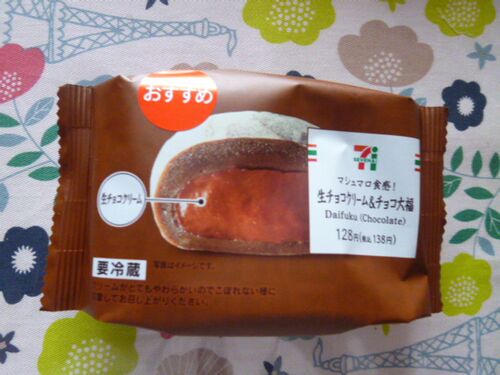 おすすめ
生チョコクリーム
7
ELEVEN
マシュマロ食感！
生チョコクリーム&チョコ大福
Daifuku (Chocolate)
128円(税込138円)
要冷蔵
写真はイメージです。
クリームがとてもやわらかいのでこぼれない様に
してお召し上がりください。